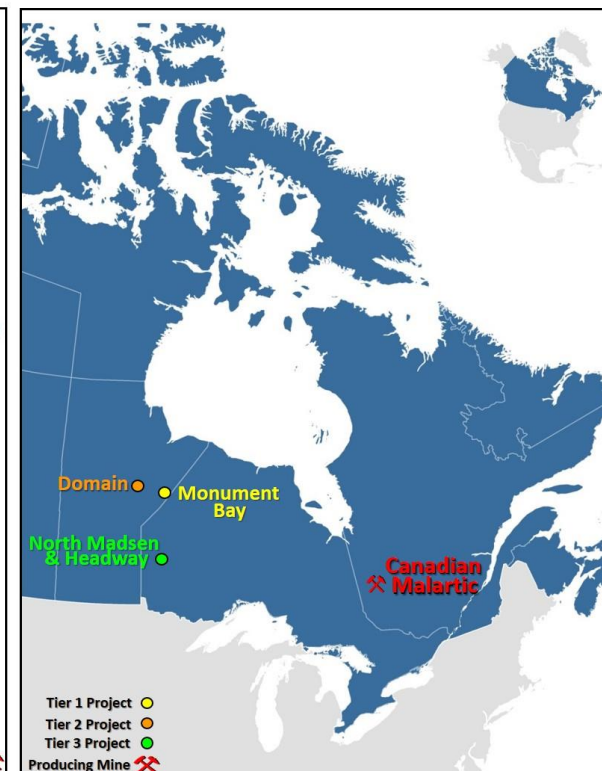 Domain
Monument
Bay
North Madsen
& Headway
Canadian
Malartic
Tier 1 Project
Tier 2 Project
Tier 3 Project
Producing Mine